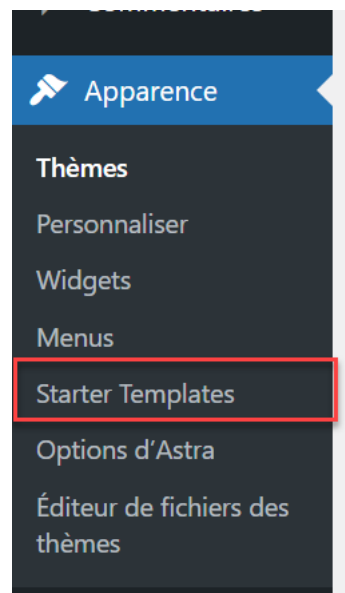 Apparence
Thèmes
Personnaliser
Widgets
Menus
Starter Templates
Options d’Astra
Éditeur de fichiers des
thèmes